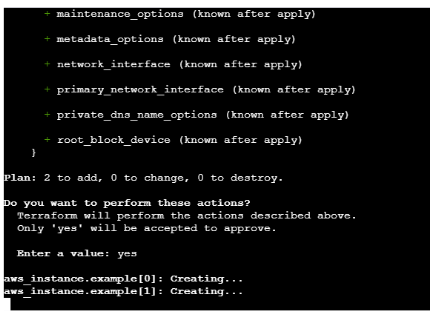 + maintenance_options (known after apply)
+ metadata_options (known after apply)
+ network_interface (known after apply)
+ primary_network_interface (known after apply)
+ private_dns_name_options (known after apply)
+ root_block_device (known after apply)
}
Plan: 2 to add, 0 to change, 0 to destroy.
Do you want to perform these actions?
Terraform will perform the actions described above.
Only 'yes' will be accepted to approve.
Enter a value: yes
aws_instance.example[0]: Creating...
aws_instance.example[1]: Creating...